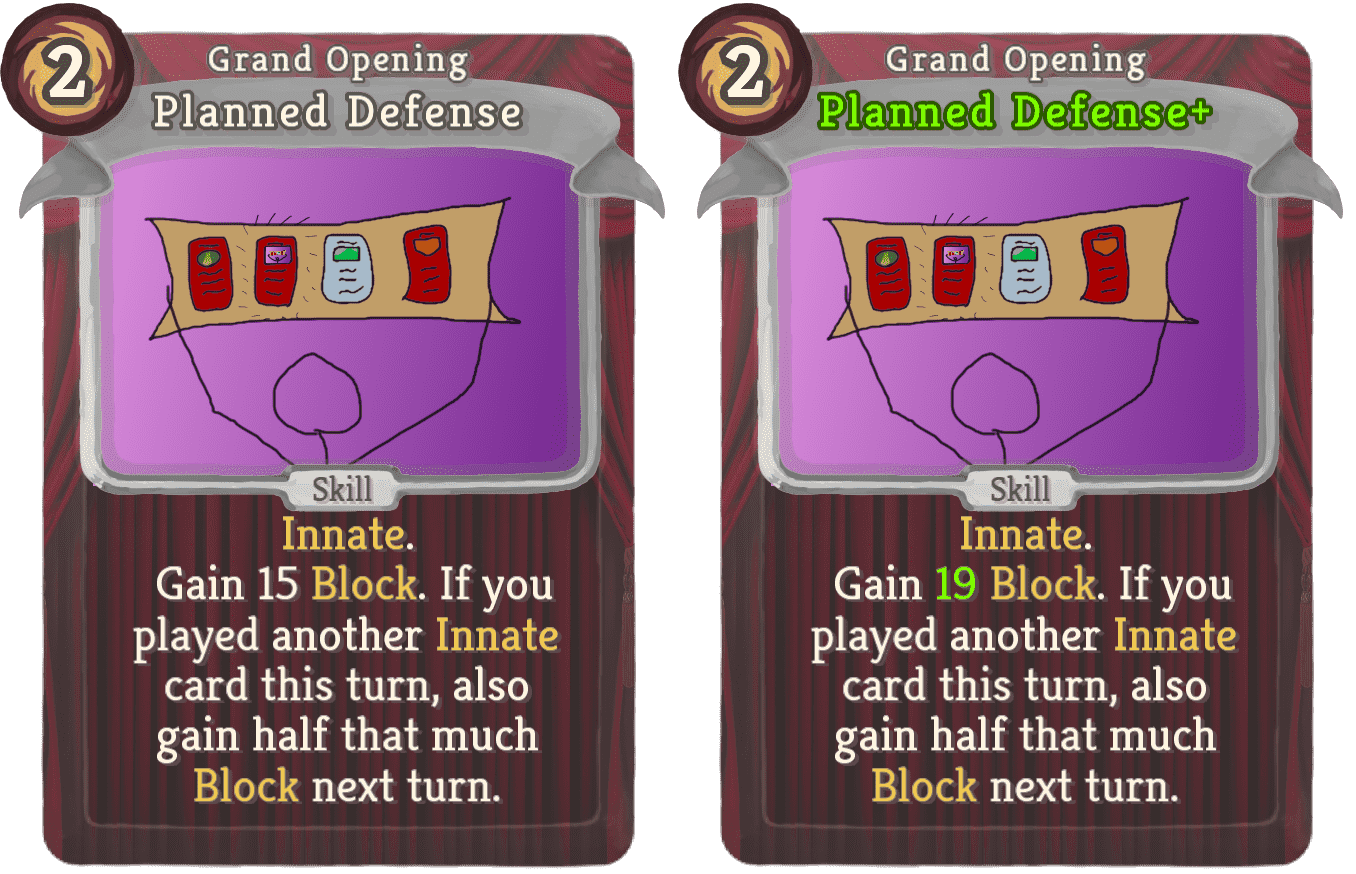 2
Grand Opening
Planned Defense
Skill
Innate.
Gain 15 Block. If you
played another Innate
card this turn, also
gain half that much
Block next turn.
2
Grand Opening
Planned Defense+
Skill
Innate.
Gain 19 Block. If you
played another Innate
card this turn, also
gain half that much
Block next turn.